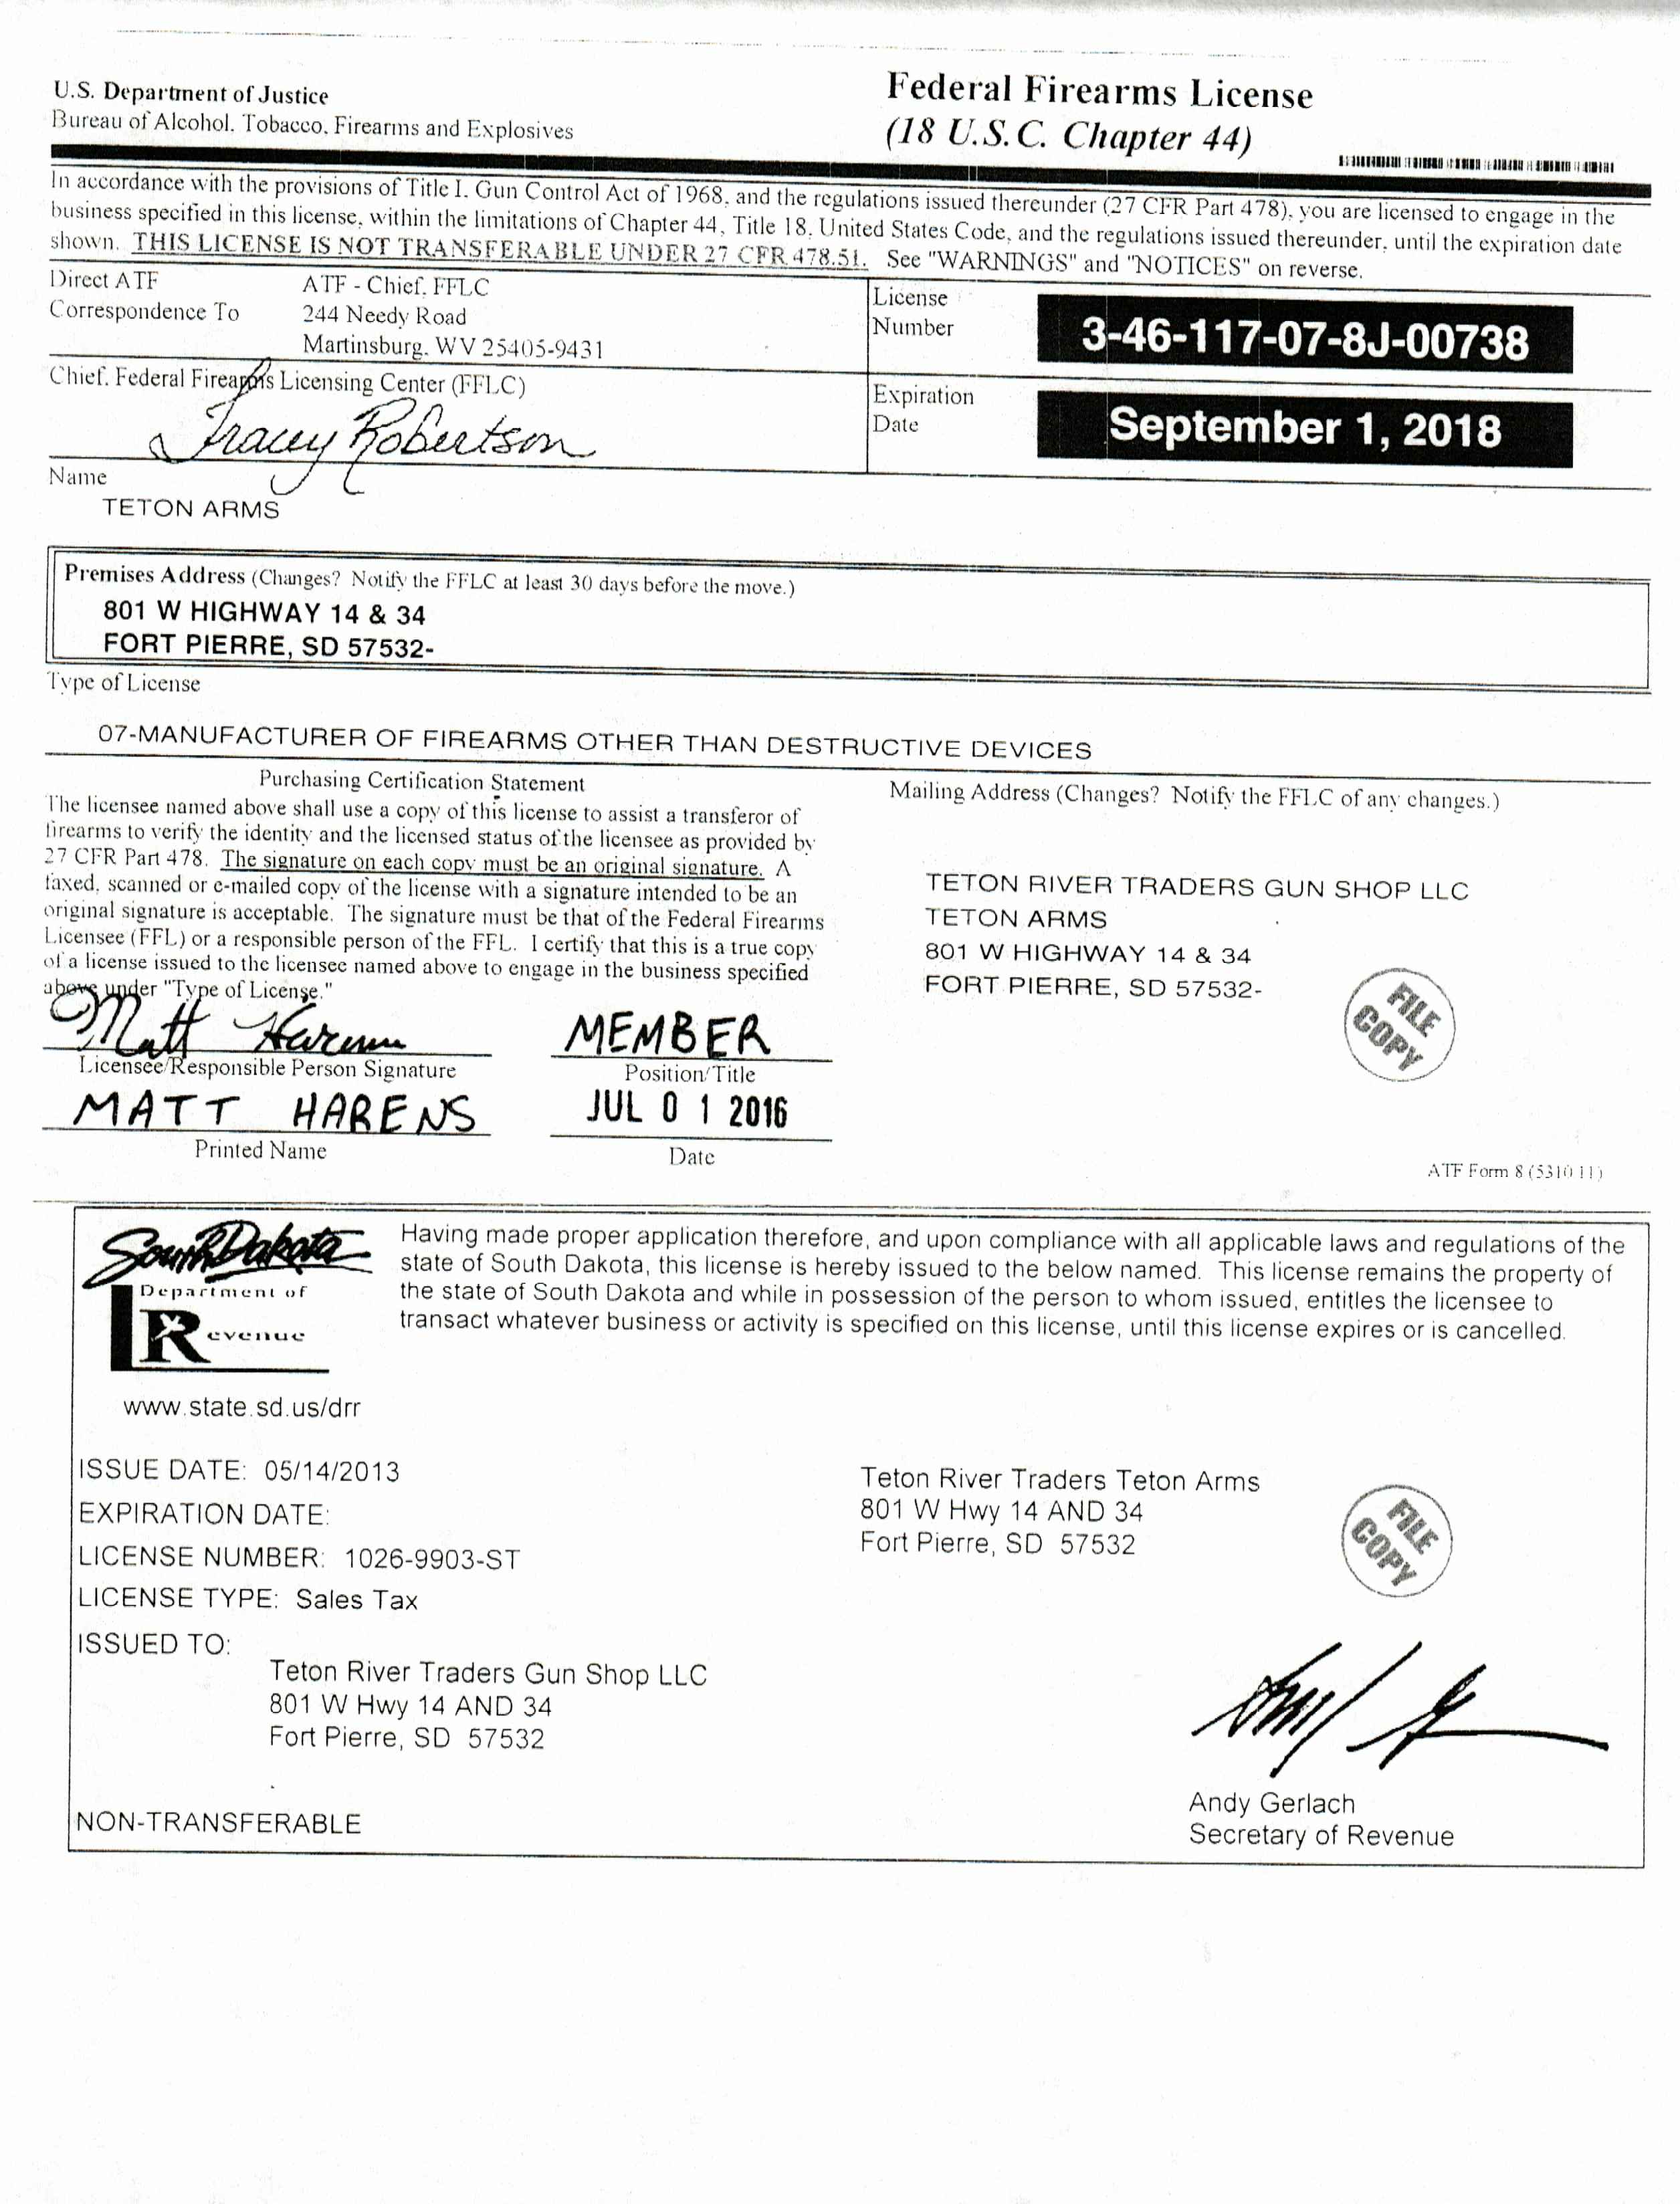 U.S. Department of Justice
Bureau of Alcohol, Tobacco, Firearms and Explosives
Federal Firearms License
(18 U.S.C. Chapter 44)
In accordance with the provisions of Title I, Gun Control Act of 1968, and the regulations issued thereunder (27 CFR Part 478), you are licensed to engage in the
business specified in this license, within the limitations of Chapter 44, Title 18, United States Code, and the regulations issued thereunder, until the expiration date
shown. THIS LICENSE IS NOT TRANSFERABLE UNDER 27 CFR 478.51. See "WARNINGS" and "NOTICES" on reverse.
Direct ATF
Correspondence To
ATF - Chief, FFLC
244 Needy Road
Martinsburg, WV 25405-9431
License
Number
3-46-117-07-8J-00738
Chief, Federal Firearms Licensing Center (FFLC)
Tracey Robertson
Expiration
Date
September 1, 2018
Name
TETON ARMS
Premises Address (Changes? Notify the FFLC at least 30 days before the move.)
801 W HIGHWAY 14 & 34
FORT PIERRE, SD 57532-
Type of License
07-MANUFACTURER OF FIREARMS OTHER THAN DESTRUCTIVE DEVICES
Purchasing Certification Statement
The licensee named above shall use a copy of this license to assist a transferor of
firearms to verify the identity and the licensed status of the licensee as provided by
27 CFR Part 478. The signature on each copy must be an original signature. A
faxed, scanned or e-mailed copy of the license with a signature intended to be an
original signature is acceptable. The signature must be that of the Federal Firearms
Licensee (FFL) or a responsible person of the FFL. I certify that this is a true copy
of a license issued to the licensee named above to engage in the business specified
above under "Type of License."
Matt Harens
Licensee/Responsible Person Signature
MEMBER
Position/Title
MATT HARENS
Printed Name
JUL 0 1 2016
Date
Mailing Address (Changes? Notify the FFLC of any changes.)
TETON RIVER TRADERS GUN SHOP LLC
TETON ARMS
801 W HIGHWAY 14 & 34
FORT PIERRE, SD 57532-
FILE
COPY
ATF Form 8 (5310.11)
South Dakota
Department of
Revenue
www.state.sd.us/drr
Having made proper application therefore, and upon compliance with all applicable laws and regulations of the
state of South Dakota, this license is hereby issued to the below named. This license remains the property of
the state of South Dakota and while in possession of the person to whom issued, entitles the licensee to
transact whatever business or activity is specified on this license, until this license expires or is cancelled.
ISSUE DATE: 05/14/2013
EXPIRATION DATE:
LICENSE NUMBER: 1026-9903-ST
LICENSE TYPE: Sales Tax
ISSUED TO:
Teton River Traders Gun Shop LLC
801 W Hwy 14 AND 34
Fort Pierre, SD 57532
NON-TRANSFERABLE
Teton River Traders Teton Arms
801 W Hwy 14 AND 34
Fort Pierre, SD 57532
FILE
COPY
Andy Gerlach
Secretary of Revenue